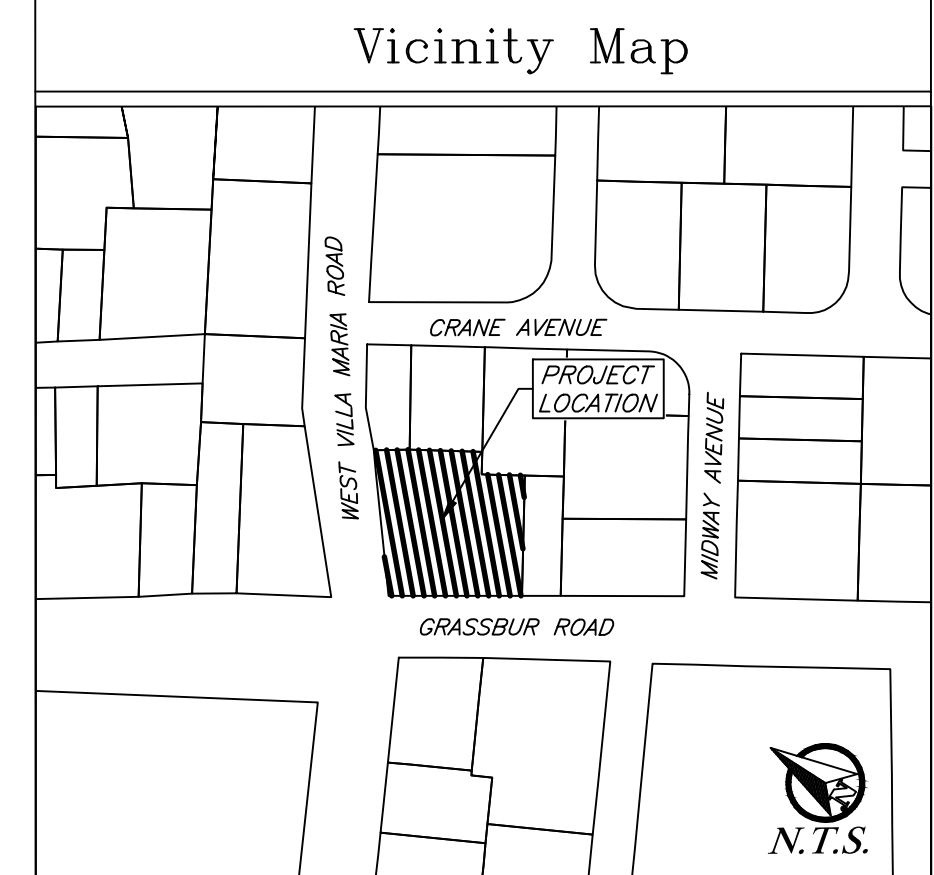 Vicinity Map
WEST VILLA MARIA ROAD
CRANE AVENUE
PROJECT
LOCATION
MIDWAY AVENUE
GRASSBUR ROAD
N
N.T.S.